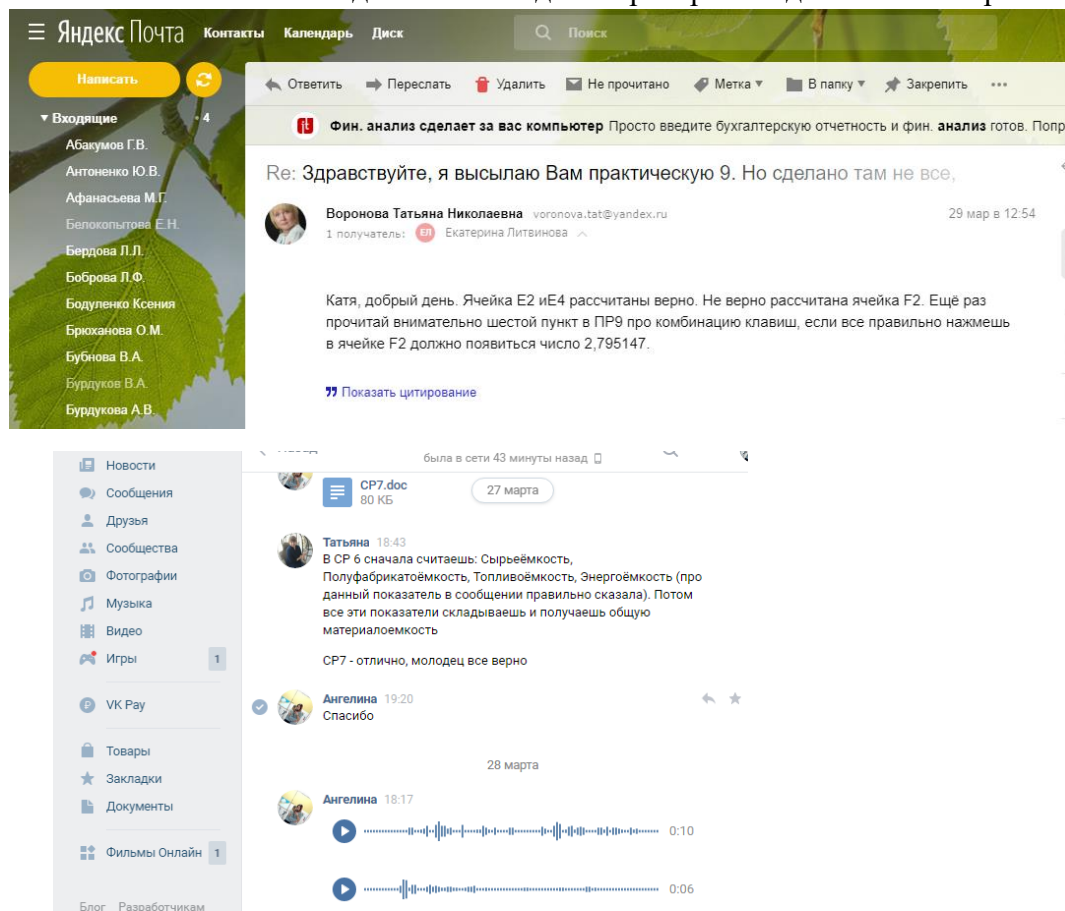 Яндекс Почта Контакты Календарь Диск Поиск
Написать
Ответить Переслать Удалить Не прочитано Метка В папку Закрепить ...
Входящие 4
Абакумов Г.В.
Антоненко Ю.В.
Афанасьева М.Г.
Белокопытова Е.Н.
Бердова Л.Л.
Боброва Л.Ф.
Бодуленко Ксения
Брюханова О.М.
Бубнова В.А.
Бурдуков В.А.
Бурдукова А.В.
jt Фин. анализ сделает за вас компьютер Просто введите бухгалтерскую отчетность и фин. анализ готов. Попр
Re: Здравствуйте, я высылаю Вам практическую 9. Но сделано там не все,
Воронова Татьяна Николаевна voronova.tat@yandex.ru 29 мар в 12:54
1 получатель: ЕЛ Екатерина Литвинова
Катя, добрый день. Ячейка Е2 иЕ4 рассчитаны верно. Не верно рассчитана ячейка F2. Ещё раз
прочитай внимательно шестой пункт в ПР9 про комбинацию клавиш, если все правильно нажмешь
в ячейке F2 должно появиться число 2,795147.
Показать цитирование
Новости
Сообщения
Друзья
Сообщества
Фотографии
Музыка
Видео
Игры 1
VK Pay
Товары
Закладки
Документы
Фильмы Онлайн 1
Блог Разработчикам
была в сети 43 минуты назад
CP7.doc
80 КБ
27 марта
Татьяна 18:43
В СР 6 сначала считаешь: Сырьеёмкость,
Полуфабрикатоёмкость, Топливоёмкость, Энергоёмкость (про
данный показатель в сообщении правильно сказала). Потом
все эти показатели складываешь и получаешь общую
материалоемкость
СР7 - отлично, молодец все верно
Ангелина 19:20
Спасибо
28 марта
Ангелина 18:17
0:10
0:06